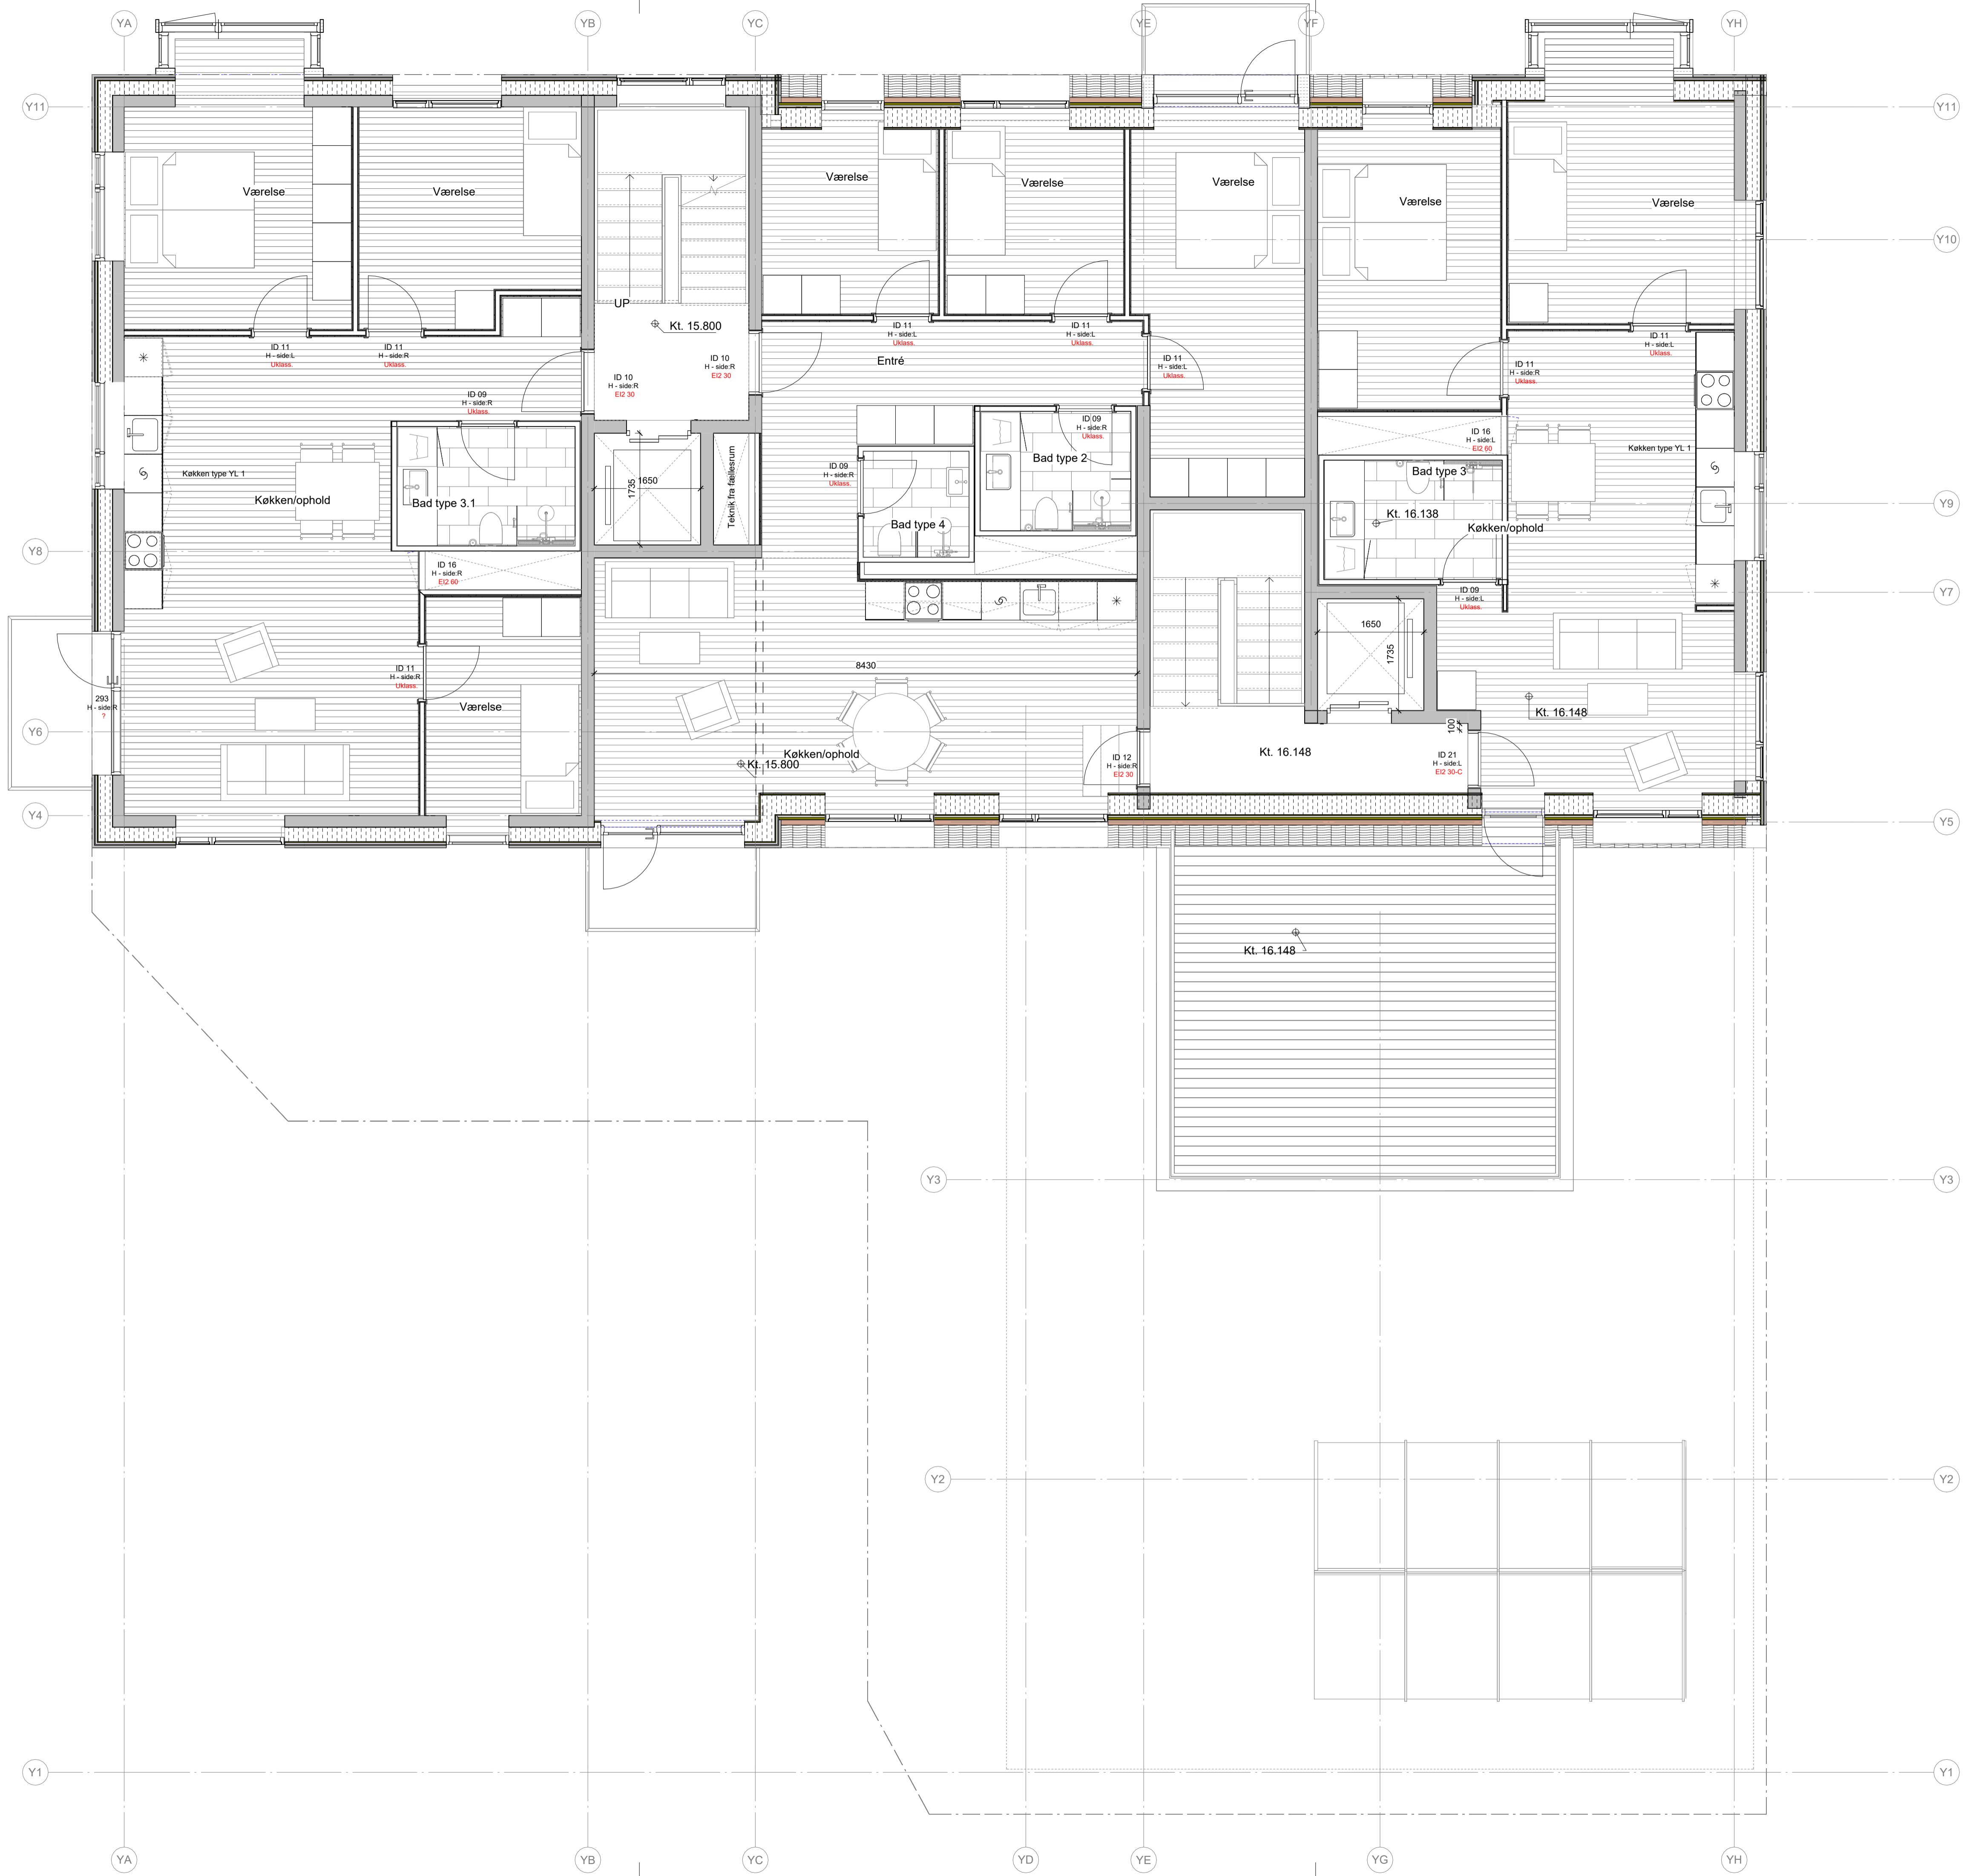 YA
YB
YC
YE
YF
YH
Y11
Y11
Værelse
Værelse
Værelse
Værelse
Værelse
Værelse
Værelse
Y10
UP
Kt. 15.800
ID 11
H - side:L
Uklass.
ID 11
H - side:R
Uklass.
ID 10
H - side:R
EI2 30
ID 10
H - side:R
EI2 30
ID 11
H - side:L
Uklass.
ID 11
H - side:L
Uklass.
Entré
ID 11
H - side:L
Uklass.
ID 11
H - side:R
Uklass.
ID 11
H - side:L
Uklass.
ID 09
H - side:R
Uklass.
ID 09
H - side:R
Uklass.
ID 16
H - side:L
EI2 60
Køkken type YL 1
Køkken type YL 1
Køkken/ophold
Bad type 3.1
1735
1650
Teknik fra fællesrum
ID 09
H - side:R
Uklass.
Bad type 2
Bad type 4
Bad type 3
Kt. 16.138
Køkken/ophold
Y9
Y8
ID 16
H - side:R
EI2 60
ID 09
H - side:L
Uklass.
Y7
1650
1735
8430
ID 11
H - side:R
Uklass.
293
H - side:R
?
Værelse
Kt. 16.148
Y6
100
Køkken/ophold
Kt. 15.800
ID 12
H - side:R
EI2 30
Kt. 16.148
ID 21
H - side:L
EI2 30-C
Y4
Y5
Kt. 16.148
Y3
Y3
Y2
Y2
Y1
Y1
YA
YB
YC
YD
YE
YG
YH